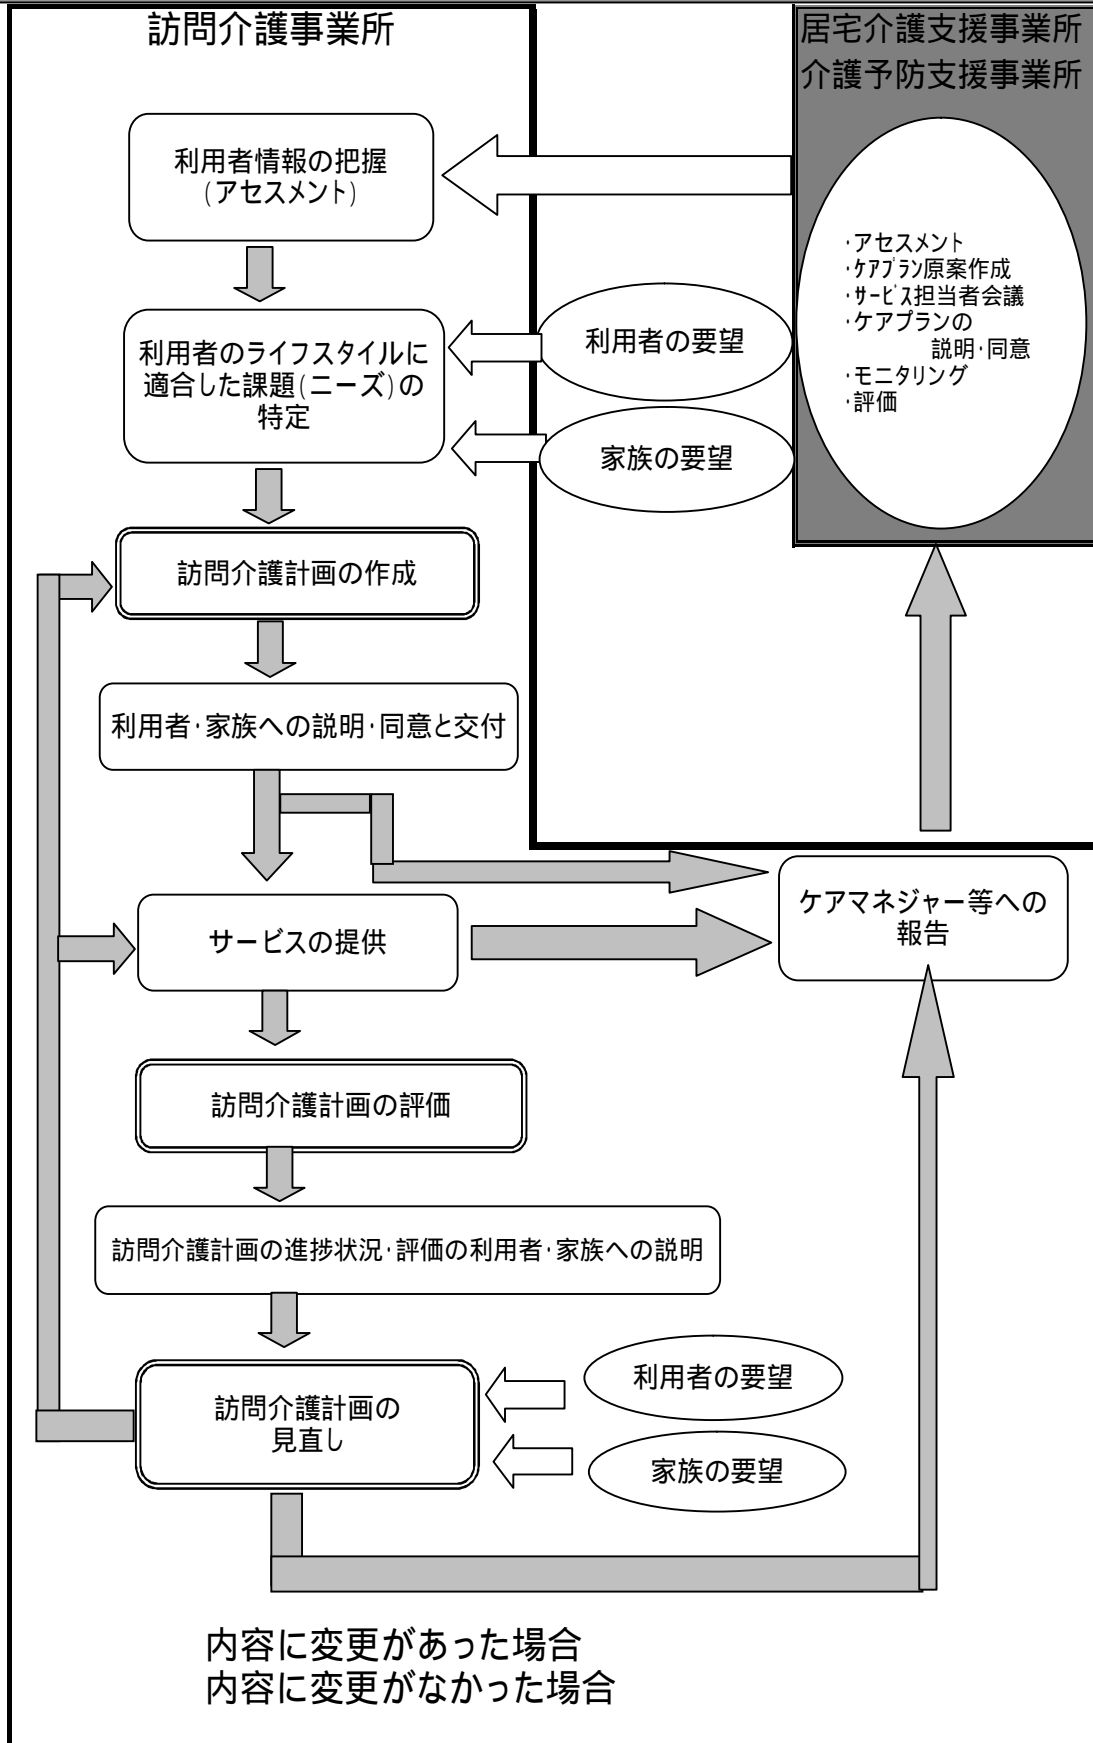 訪問介護事業所
居宅介護支援事業所
介護予防支援事業所
利用者情報の把握
(アセスメント)
・アセスメント
・ケアプラン原案作成
・サービス担当者会議
・ケアプランの
説明・同意
・モニタリング
・評価
利用者のライフスタイルに
適合した課題(ニーズ)の
特定
利用者の要望
家族の要望
訪問介護計画の作成
利用者・家族への説明・同意と交付
サービスの提供
ケアマネジャー等への
報告
訪問介護計画の評価
訪問介護計画の進捗状況・評価の利用者・家族への説明
訪問介護計画の
見直し
利用者の要望
家族の要望
内容に変更があった場合
内容に変更がなかった場合